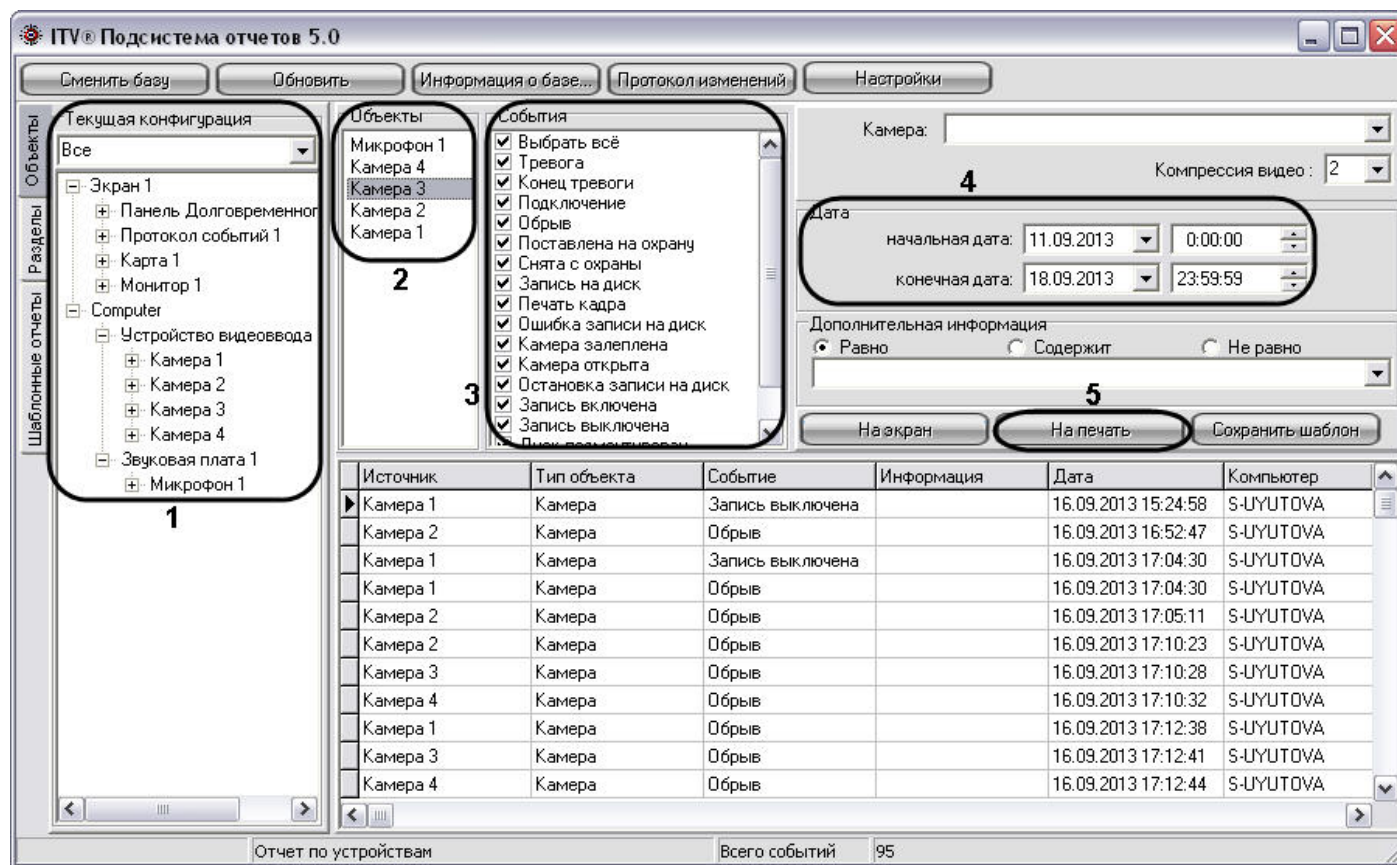 ITV® Подсистема отчетов 5.0
Сменить базу
Обновить
Информация о базе...
Протокол изменений
Настройки
Объекты
Разделы
Шаблонные отчеты
Текущая конфигурация
Все
Экран 1
Панель Долговременног
Протокол событий 1
Карта 1
Монитор 1
Computer
Устройство видеоввода
Камера 1
Камера 2
Камера 3
Камера 4
Звуковая плата 1
Микрофон 1
1
Объекты
Микрофон 1
Камера 4
Камера 3
Камера 2
Камера 1
2
События
Выбрать всё
Тревога
Конец тревоги
Подключение
Обрыв
Поставлена на охрану
Снята с охраны
Запись на диск
Печать кадра
Ошибка записи на диск
Камера залеплена
Камера открыта
Остановка записи на диск
Запись включена
Запись выключена
3
Камера:
Компрессия видео : 2
4
Дата
начальная дата: 11.09.2013 0:00:00
конечная дата: 18.09.2013 23:59:59
Дополнительная информация
Равно Содержит Не равно
5
На экран
На печать
Сохранить шаблон
Источник Тип объекта Событие Информация Дата Компьютер
Камера 1 Камера Запись выключена 16.09.2013 15:24:58 S-UYUTOVA
Камера 2 Камера Обрыв 16.09.2013 16:52:47 S-UYUTOVA
Камера 1 Камера Запись выключена 16.09.2013 17:04:30 S-UYUTOVA
Камера 1 Камера Обрыв 16.09.2013 17:04:30 S-UYUTOVA
Камера 2 Камера Обрыв 16.09.2013 17:05:11 S-UYUTOVA
Камера 2 Камера Обрыв 16.09.2013 17:10:23 S-UYUTOVA
Камера 3 Камера Обрыв 16.09.2013 17:10:28 S-UYUTOVA
Камера 4 Камера Обрыв 16.09.2013 17:10:32 S-UYUTOVA
Камера 1 Камера Обрыв 16.09.2013 17:12:38 S-UYUTOVA
Камера 3 Камера Обрыв 16.09.2013 17:12:41 S-UYUTOVA
Камера 4 Камера Обрыв 16.09.2013 17:12:44 S-UYUTOVA
Отчет по устройствам
Всего событий 95